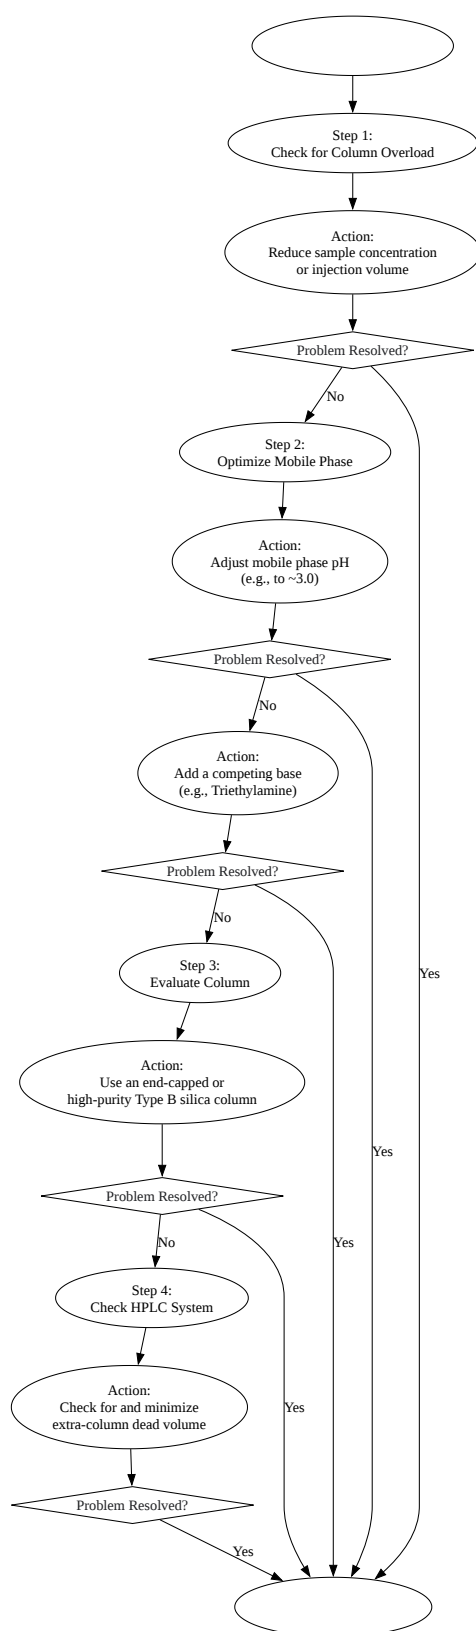 Step 1:
Check for Column Overload
Action:
Reduce sample concentration
or injection volume
Problem Resolved?
No
Step 2:
Optimize Mobile Phase
Action:
Adjust mobile phase pH
(e.g., to ~3.0)
Problem Resolved?
No
Action:
Add a competing base
(e.g., Triethylamine)
Problem Resolved?
No
Step 3:
Evaluate Column
Yes
Action:
Use an end-capped or
high-purity Type B silica column
Yes
Problem Resolved?
No
Yes
Step 4:
Check HPLC System
Action:
Check for and minimize
extra-column dead volume
Yes
Problem Resolved?
Yes